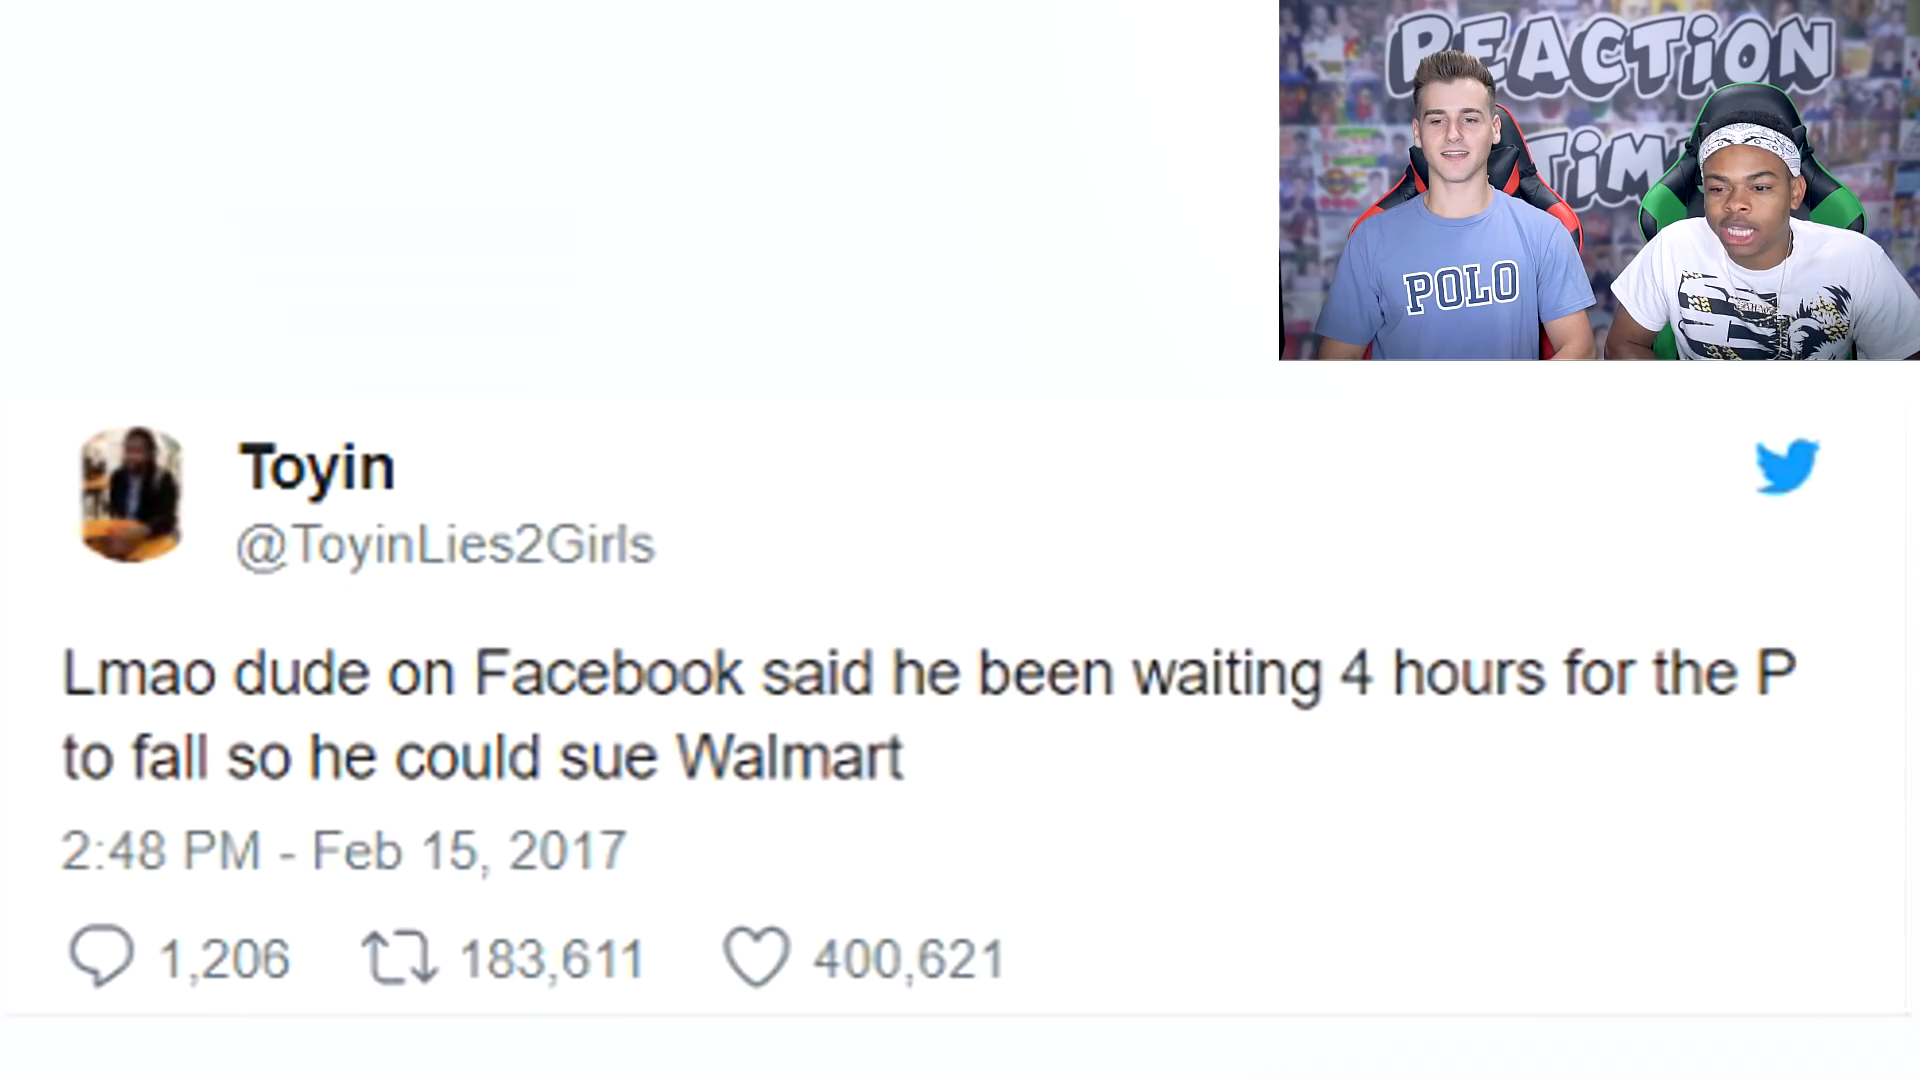 REACTION
TiM
POLO
Toyin
@ToyinLies2Girls
Lmao dude on Facebook said he been waiting 4 hours for the P
to fall so he could sue Walmart
2:48 PM - Feb 15, 2017
1,206 183,611 400,621